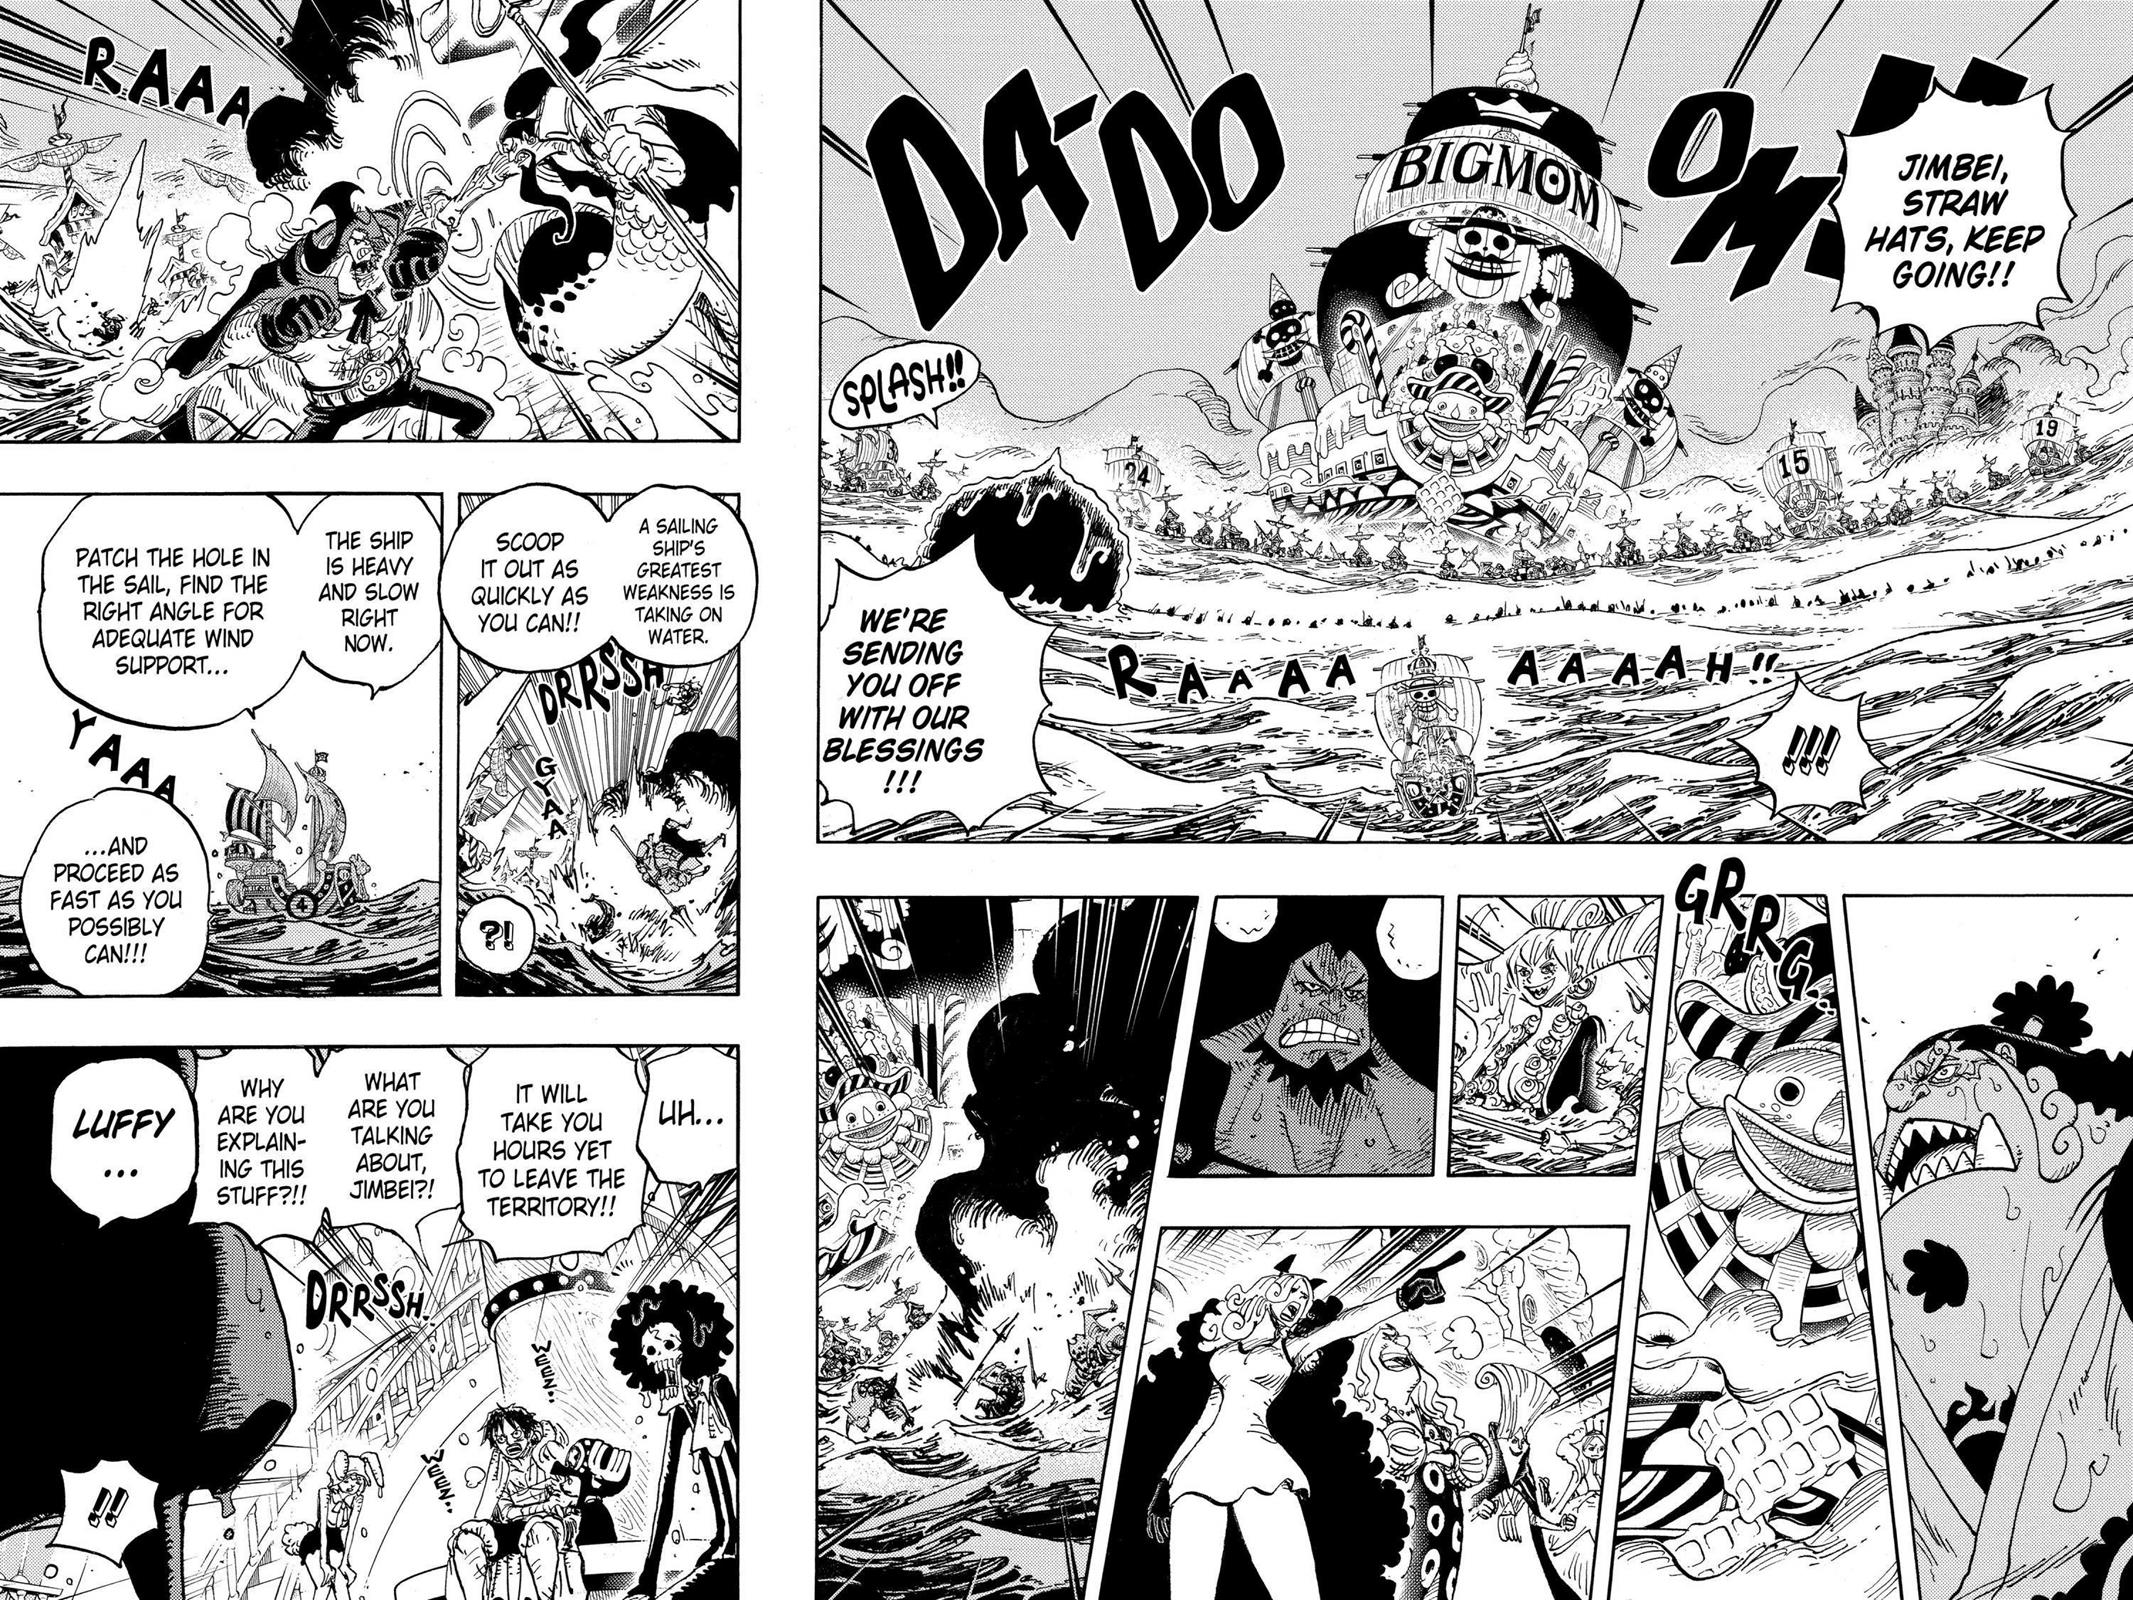 JIMBEI,
STRAW
HATS, KEEP
GOING!!
DA-DO
OM
BIGMOM
24
15
19
SPLASH!!
WE'RE
SENDING
YOU OFF
WITH OUR
BLESSINGS
!!!
RAAAA
AAAAH!!
!!!
GRRG...
RAAA
A SAILING
SHIP'S
GREATEST
WEAKNESS IS
TAKING ON
WATER.
SCOOP
IT OUT AS
QUICKLY AS
YOU CAN!!
DRRSSH
GYAA
?!
THE SHIP
IS HEAVY
AND SLOW
RIGHT
NOW.
PATCH THE HOLE IN
THE SAIL, FIND THE
RIGHT ANGLE FOR
ADEQUATE WIND
SUPPORT...
YAAA
...AND
PROCEED AS
FAST AS YOU
POSSIBLY
CAN!!!
4
UH...
IT WILL
TAKE YOU
HOURS YET
TO LEAVE THE
TERRITORY!!
WHAT
ARE YOU
TALKING
ABOUT,
JIMBEI?!
WHY
ARE YOU
EXPLAIN-
ING THIS
STUFF?!!
LUFFY
...
DRRSSH
WEEZ..
!!